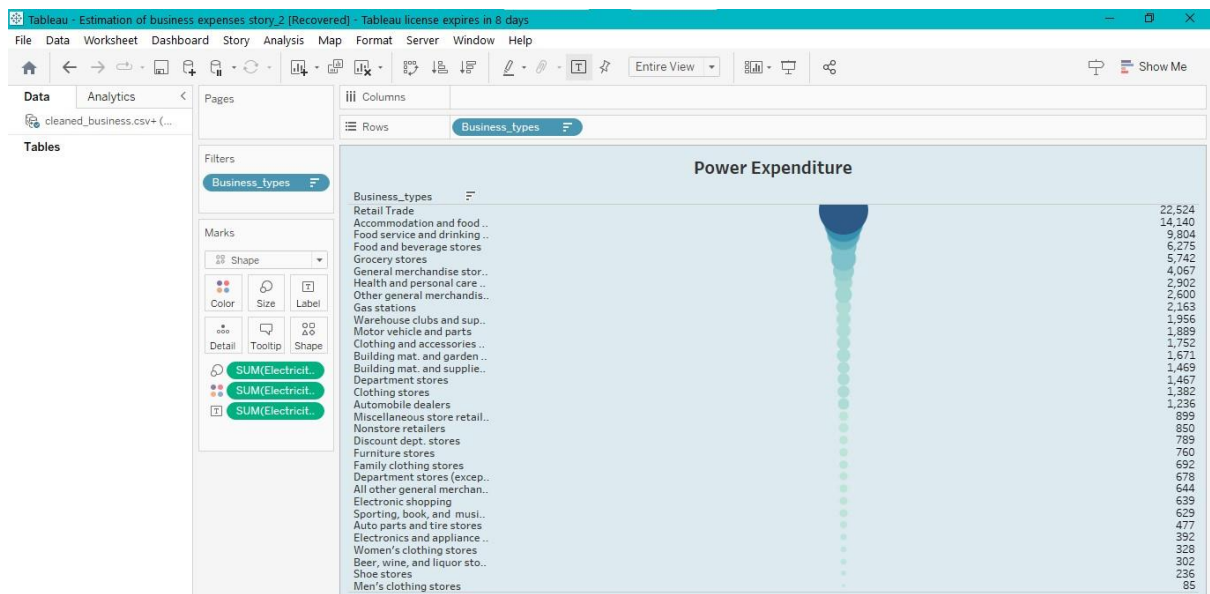 Tableau - Estimation of business expenses story_2 [Recovered] - Tableau license expires in 8 days
File Data Worksheet Dashboard Story Analysis Map Format Server Window Help
Entire View
Show Me
Data Analytics
cleaned_business.csv+ (...
Tables
Pages
Filters
Business_types
Marks
Shape
Color Size Label
Detail Tooltip Shape
SUM(Electricit..
SUM(Electricit..
SUM(Electricit..
Columns
Rows Business_types
Power Expenditure
Business_types
Retail Trade 22,524
Accommodation and food .. 14,140
Food service and drinking .. 9,804
Food and beverage stores 6,275
Grocery stores 5,742
General merchandise stor.. 4,067
Health and personal care .. 2,902
Other general merchandis.. 2,600
Gas stations 2,163
Warehouse clubs and sup.. 1,956
Motor vehicle and parts 1,889
Clothing and accessories .. 1,752
Building mat. and garden .. 1,671
Building mat. and supplie.. 1,469
Department stores 1,467
Clothing stores 1,382
Automobile dealers 1,236
Miscellaneous store retail.. 899
Nonstore retailers 850
Discount dept. stores 789
Furniture stores 760
Family clothing stores 692
Department stores (excep.. 678
All other general merchan.. 644
Electronic shopping 639
Sporting, book, and musi.. 629
Auto parts and tire stores 477
Electronics and appliance .. 392
Women's clothing stores 328
Beer, wine, and liquor sto.. 302
Shoe stores 236
Men's clothing stores 85